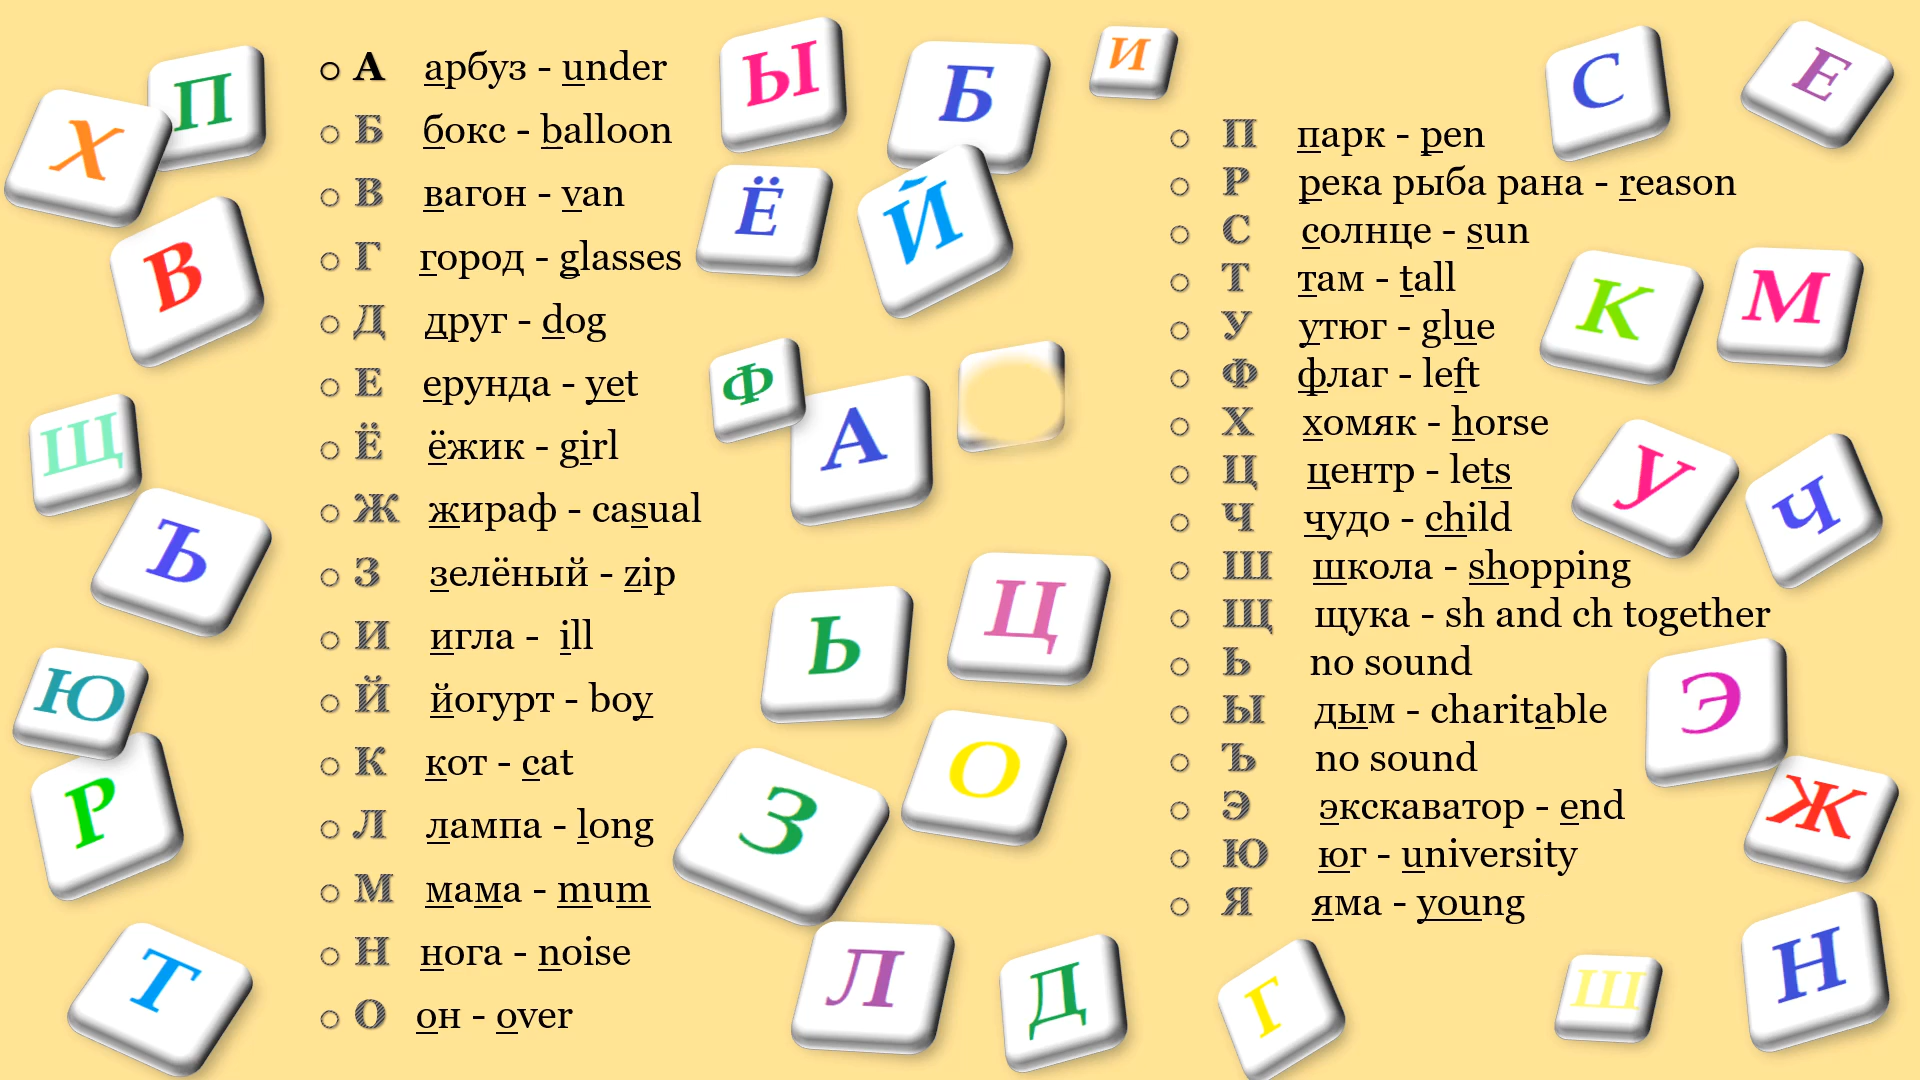 А арбуз - under
Б бокс - balloon
В вагон - van
Г город - glasses
Д друг - dog
Е ерунда - yet
Ё ёжик - girl
Ж жираф - casual
З зелёный - zip
И игла - ill
Й йогурт - boy
К кот - cat
Л лампа - long
М мама - mum
Н нога - noise
О он - over
П парк - pen
Р река рыба рана - reason
С солнце - sun
Т там - tall
У утюг - glue
Ф флаг - left
Х хомяк - horse
Ц центр - lets
Ч чудо - child
Ш школа - shopping
Щ щука - sh and ch together
Ь no sound
Ы дым - charitable
Ъ no sound
Э экскаватор - end
Ю юг - university
Я яма - young
П
Х
В
Щ
Ъ
Ю
Р
Т
Ы
Б
И
Ё
Й
Ф
А
Ь
Ц
О
З
Л
Д
Г
С
Е
К
М
У
Ч
Э
Ж
Ш
Н